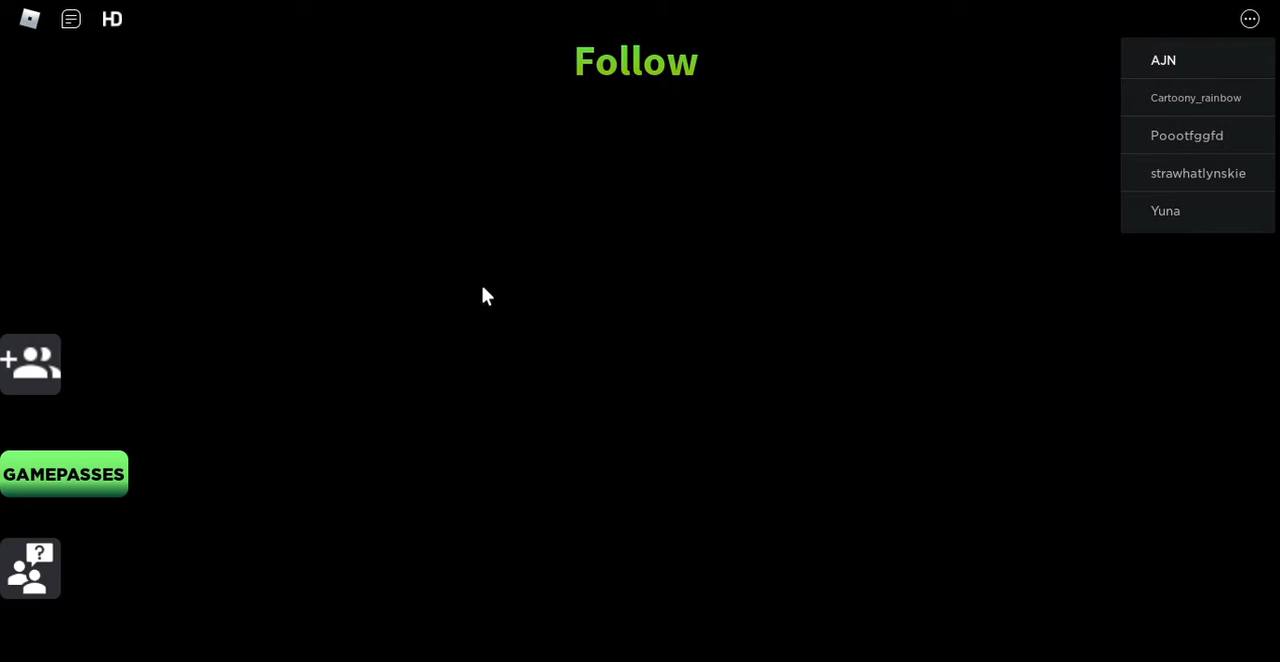 HD
Follow
AJN
Cartoony_rainbow
Poootfggfd
strawhatlynskie
Yuna
GAMEPASSES
?